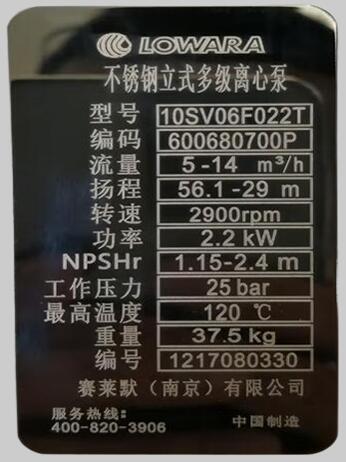 LOWARA
不锈钢立式多级离心泵
型号 10SV06F022T
编码 600680700P
流量 5-14 m³/h
扬程 56.1-29 m
转速 2900rpm
功率 2.2 kW
NPSHr 1.15-2.4 m
工作压力 25 bar
最高温度 120 ℃
重量 37.5 kg
编号 1217080330
赛莱默（南京）有限公司
服务热线:
400-820-3906 中国制造